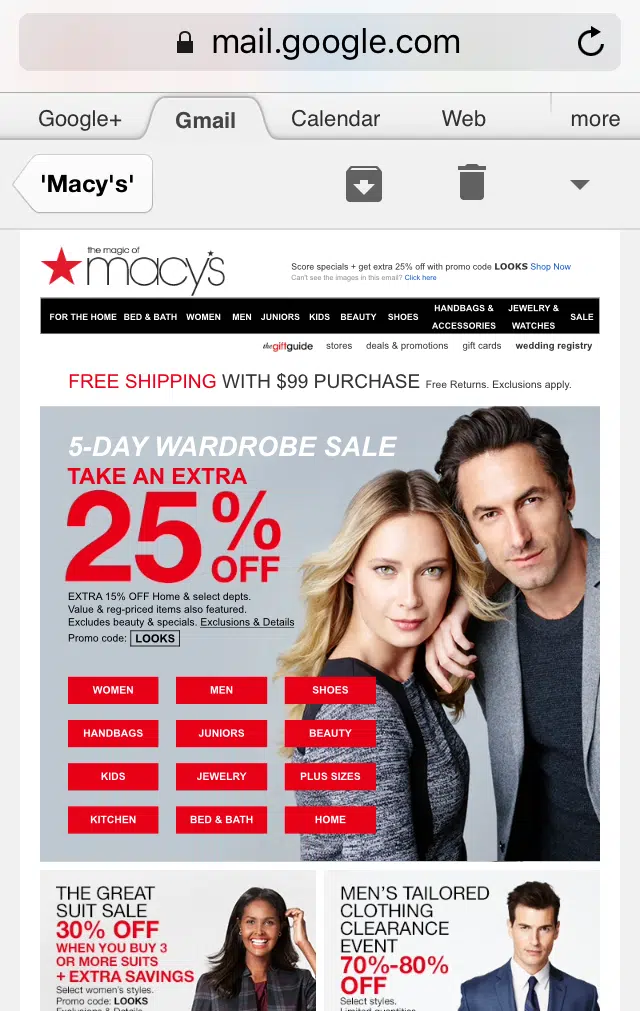 mail.google.com
Google+ Gmail Calendar Web more
'Macy's'
the magic of
macy's
Score specials + get extra 25% off with promo code LOOKS Shop Now
Can't see the images in this email? Click here
FOR THE HOME BED & BATH WOMEN MEN JUNIORS KIDS BEAUTY SHOES HANDBAGS & ACCESSORIES JEWELRY & WATCHES SALE
the giftguide stores deals & promotions gift cards wedding registry
FREE SHIPPING WITH $99 PURCHASE Free Returns. Exclusions apply.
5-DAY WARDROBE SALE
TAKE AN EXTRA
25%
OFF
EXTRA 15% OFF Home & select depts.
Value & reg-priced items also featured.
Excludes beauty & specials. Exclusions & Details
Promo code: LOOKS
WOMEN MEN SHOES
HANDBAGS JUNIORS BEAUTY
KIDS JEWELRY PLUS SIZES
KITCHEN BED & BATH HOME
THE GREAT
SUIT SALE
30% OFF
WHEN YOU BUY 3
OR MORE SUITS
+ EXTRA SAVINGS
Select women's styles.
Promo code: LOOKS
Exclusions & Details
MEN'S TAILORED
CLOTHING
CLEARANCE
EVENT
70%-80%
OFF
Select styles.
Limited quantities